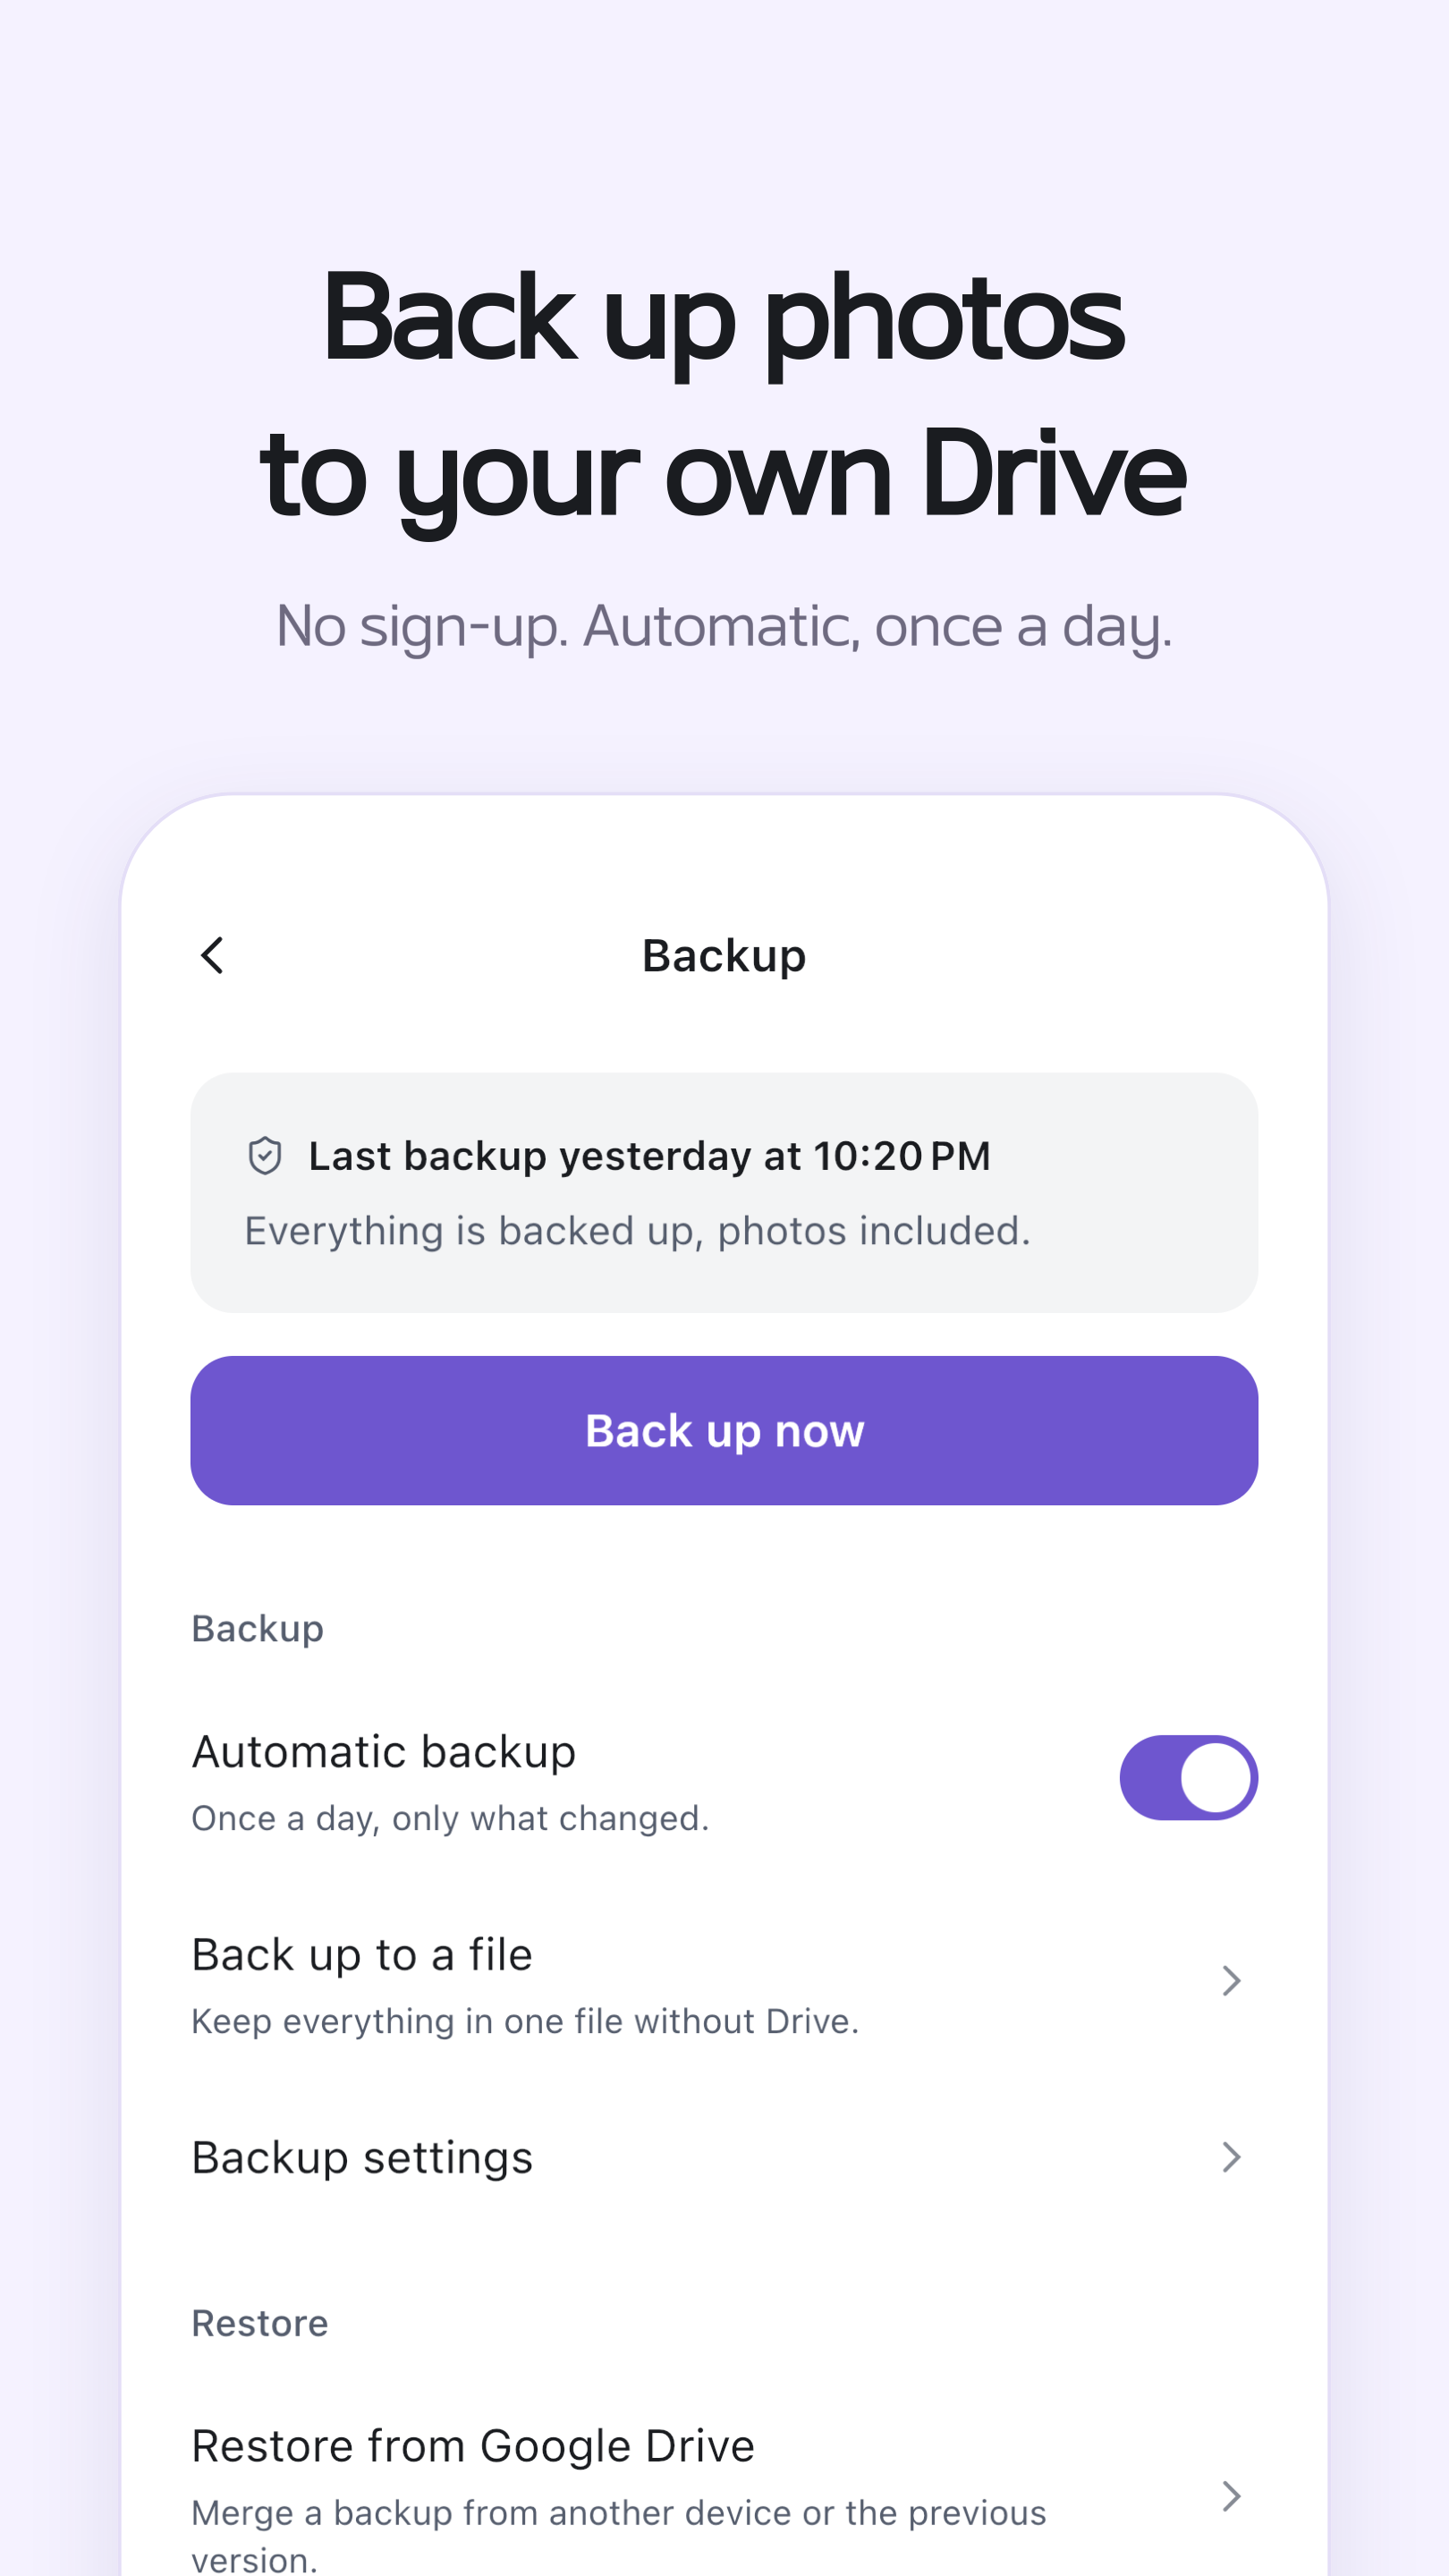 Back up photos
to your own Drive
No sign-up. Automatic, once a day.
Backup
Last backup yesterday at 10:20 PM
Everything is backed up, photos included.
Back up now
Backup
Automatic backup
Once a day, only what changed.
Back up to a file
Keep everything in one file without Drive.
Backup settings
Restore
Restore from Google Drive
Merge a backup from another device or the previous
version.